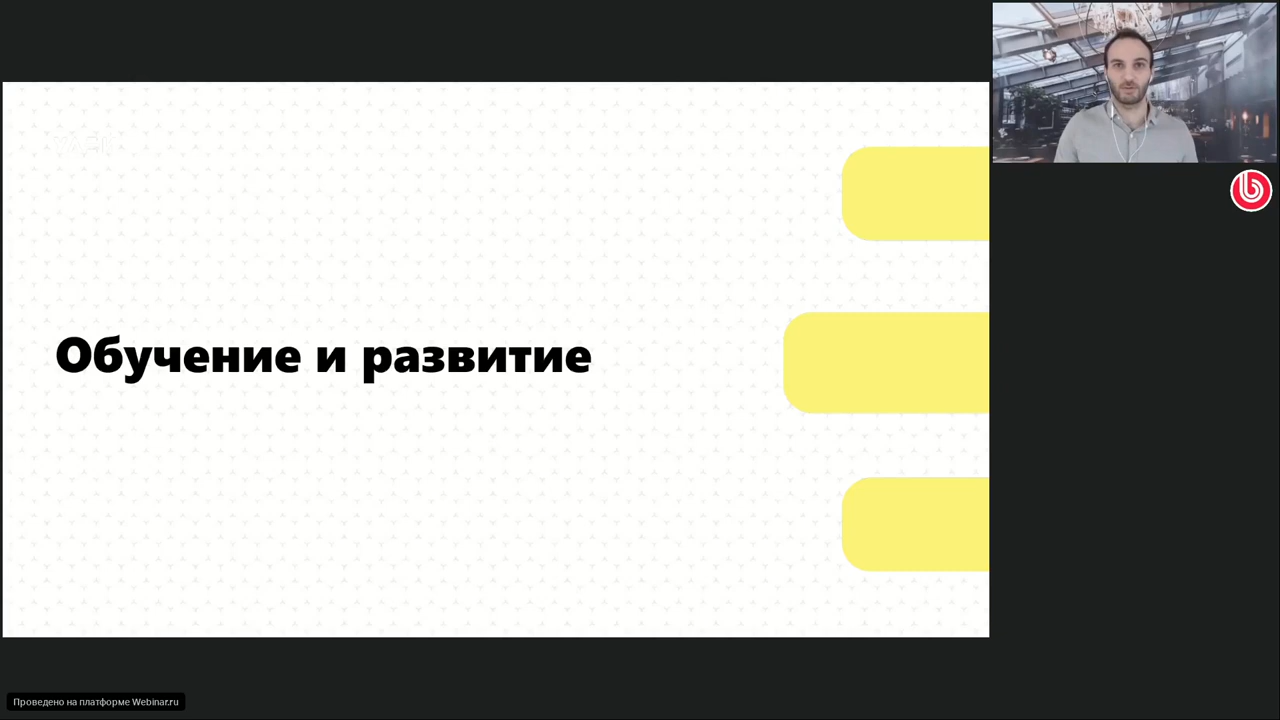 Обучение и развитие
Проведено на платформе Webinar.ru